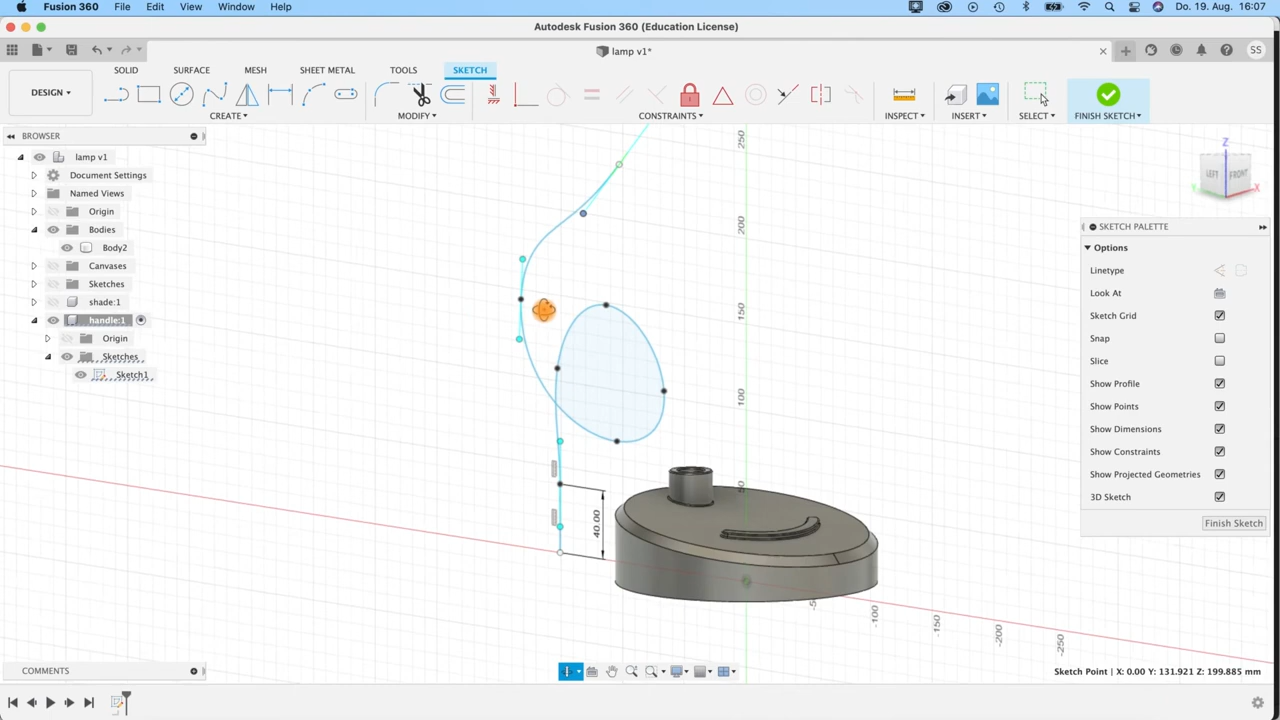 Fusion 360 File Edit View Window Help Do. 19. Aug. 16:07
Autodesk Fusion 360 (Education License)
lamp v1* SS
SOLID SURFACE MESH SHEET METAL TOOLS SKETCH
DESIGN
CREATE MODIFY CONSTRAINTS INSPECT INSERT SELECT FINISH SKETCH
BROWSER
lamp v1
Document Settings
Named Views
Origin
Bodies
Body2
Canvases
Sketches
shade:1
handle:1
Origin
Sketches
Sketch1
250
200
150
100
50
40.00
-50
-100
-150
-200
-250
Z
LEFT FRONT
SKETCH PALETTE
Options
Linetype
Look At
Sketch Grid
Snap
Slice
Show Profile
Show Points
Show Dimensions
Show Constraints
Show Projected Geometries
3D Sketch
Finish Sketch
COMMENTS
Sketch Point | X: 0.00 Y: 131.921 Z: 199.885 mm